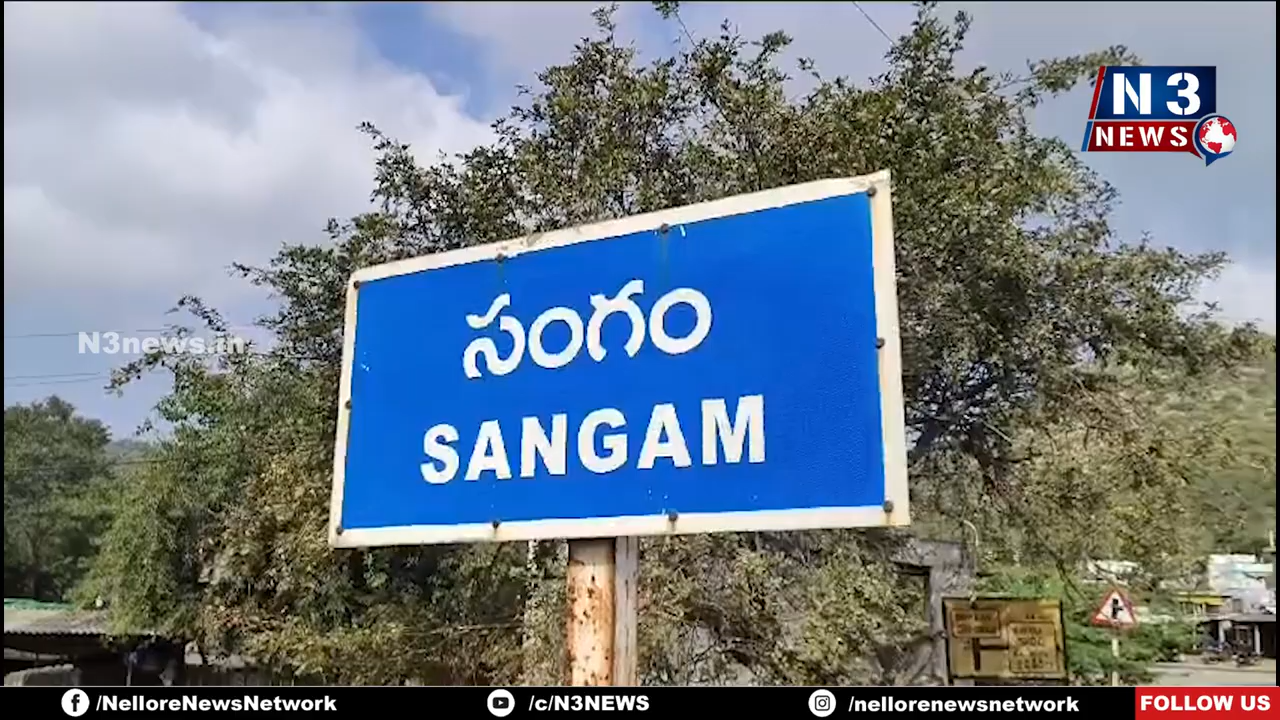 N3
NEWS
N3news.in
సంగం
SANGAM
/NelloreNewsNetwork
/c/N3NEWS
/nellorenewsnetwork
FOLLOW US